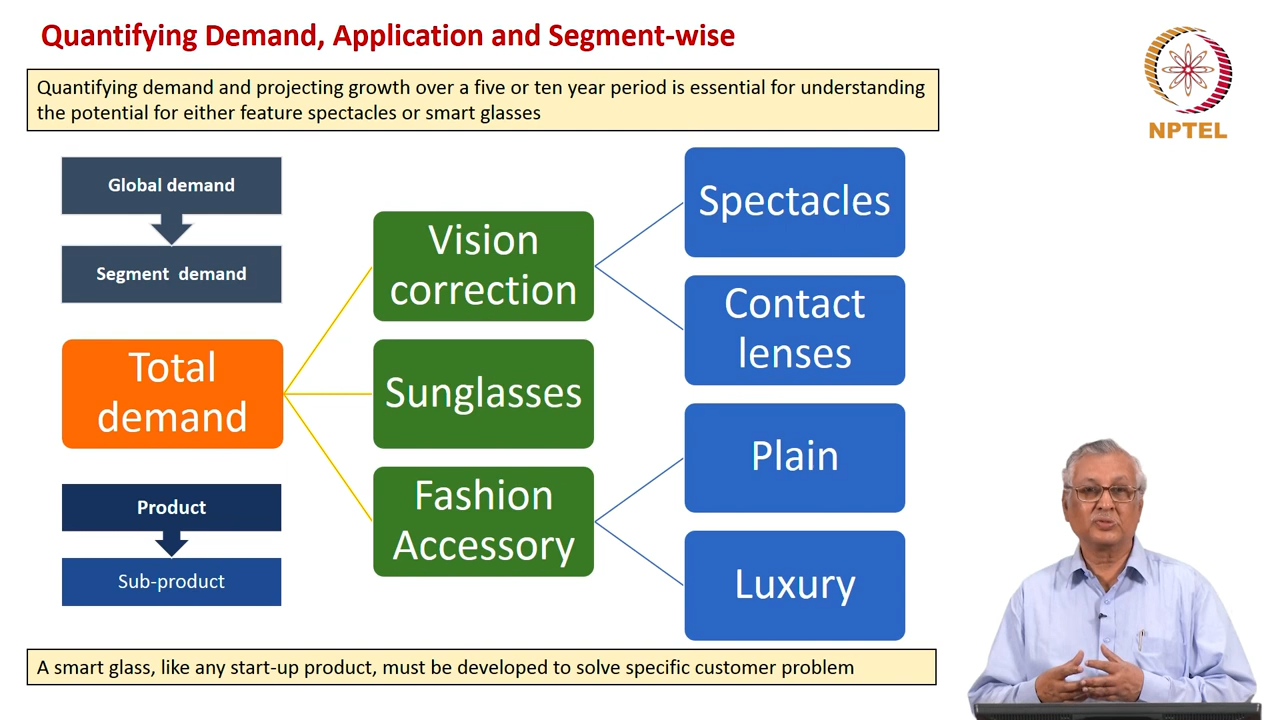 Quantifying Demand, Application and Segment-wise
Quantifying demand and projecting growth over a five or ten year period is essential for understanding
the potential for either feature spectacles or smart glasses
NPTEL
Global demand
Segment demand
Total
demand
Product
Sub-product
Vision
correction
Sunglasses
Fashion
Accessory
Spectacles
Contact
lenses
Plain
Luxury
A smart glass, like any start-up product, must be developed to solve specific customer problem